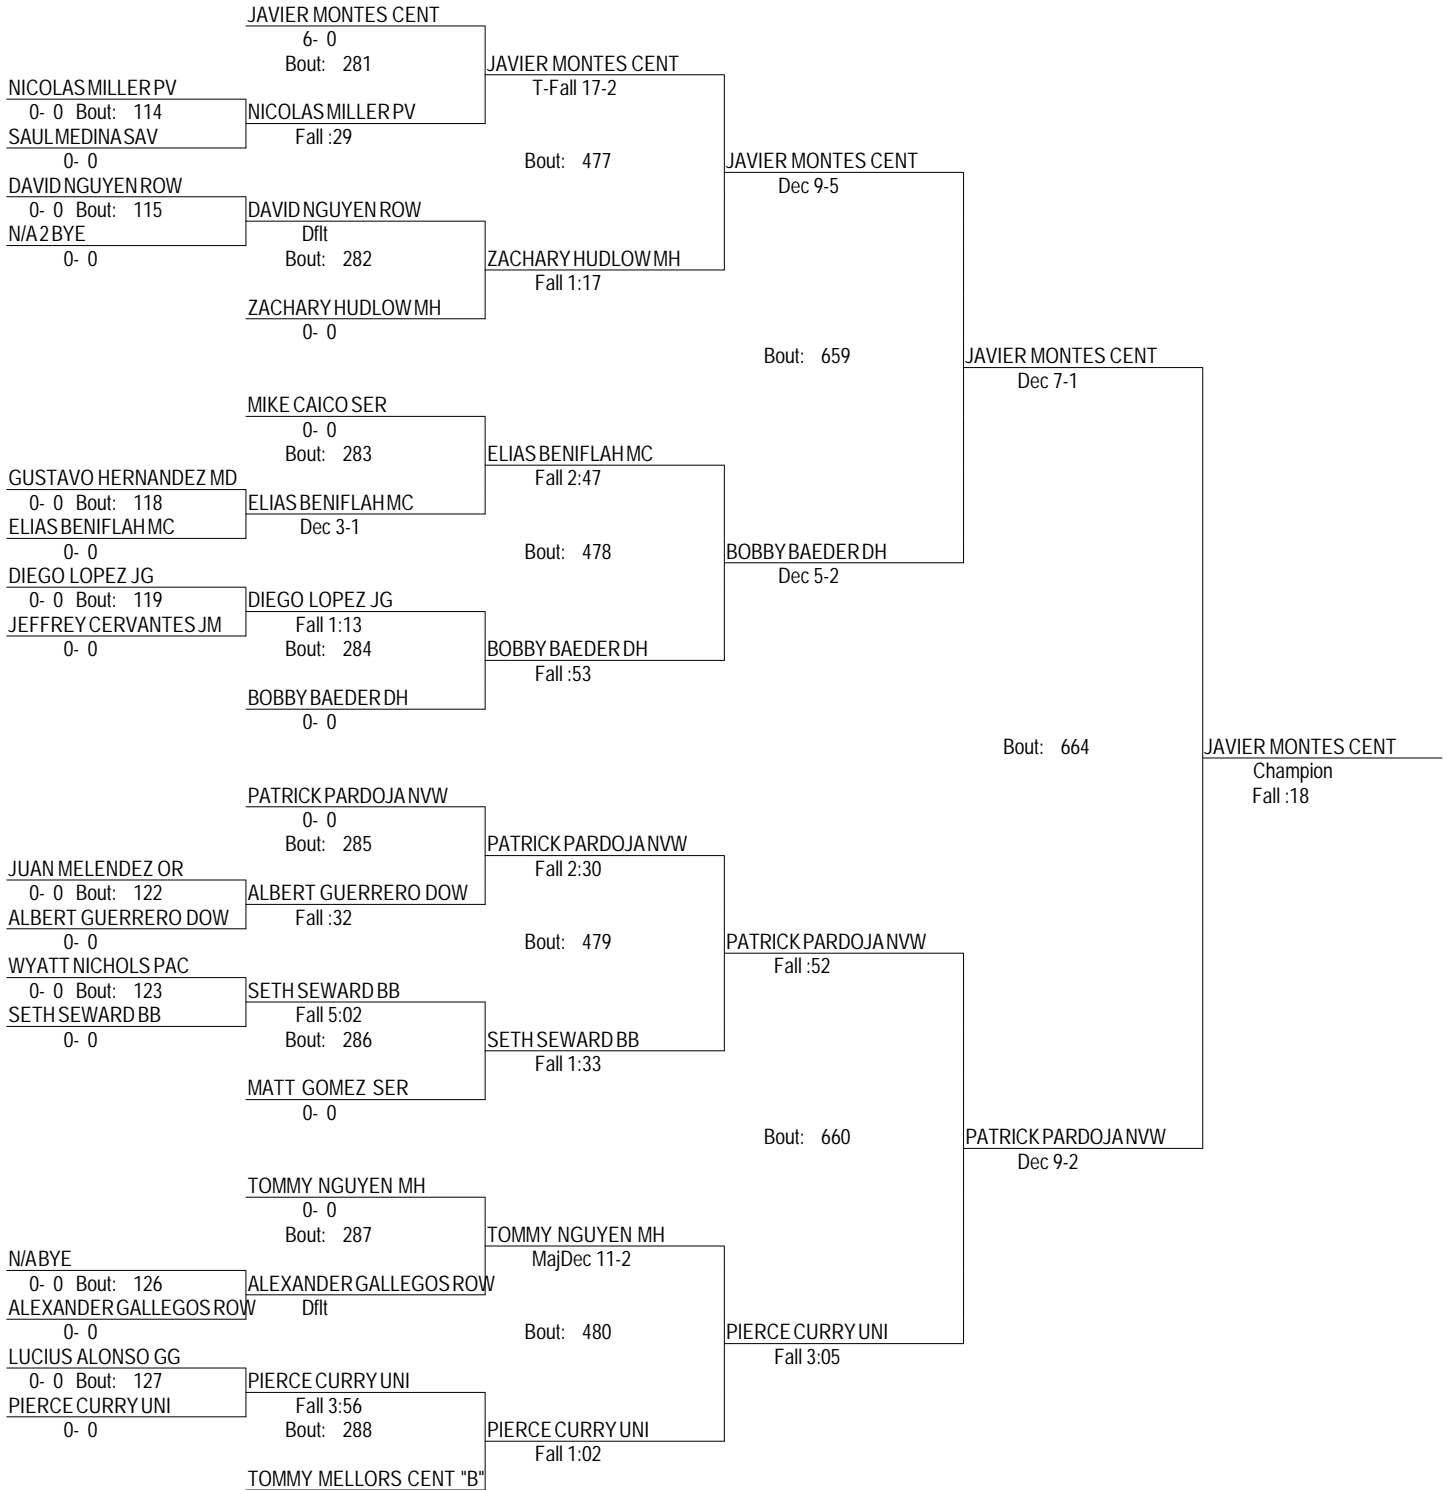 JAVIER MONTES CENT
6- 0
Bout: 281
JAVIER MONTES CENT
T-Fall 17-2
NICOLAS MILLER PV
0- 0 Bout: 114
NICOLAS MILLER PV
SAUL MEDINA SAV
Fall :29
0- 0
Bout: 477
JAVIER MONTES CENT
Dec 9-5
DAVID NGUYEN ROW
0- 0 Bout: 115
DAVID NGUYEN ROW
N/A 2 BYE
Dflt
0- 0
Bout: 282
ZACHARY HUDLOW MH
Fall 1:17
ZACHARY HUDLOW MH
0- 0
Bout: 659
JAVIER MONTES CENT
Dec 7-1
MIKE CAICO SER
0- 0
Bout: 283
ELIAS BENIFLAH MC
Fall 2:47
GUSTAVO HERNANDEZ MD
0- 0 Bout: 118
ELIAS BENIFLAH MC
ELIAS BENIFLAH MC
Dec 3-1
0- 0
Bout: 478
BOBBY BAEDER DH
Dec 5-2
DIEGO LOPEZ JG
0- 0 Bout: 119
DIEGO LOPEZ JG
JEFFREY CERVANTES JM
Fall 1:13
0- 0
Bout: 284
BOBBY BAEDER DH
Fall :53
BOBBY BAEDER DH
0- 0
Bout: 664
JAVIER MONTES CENT
Champion
Fall :18
PATRICK PARDOJA NVW
0- 0
Bout: 285
PATRICK PARDOJA NVW
Fall 2:30
JUAN MELENDEZ OR
0- 0 Bout: 122
ALBERT GUERRERO DOW
ALBERT GUERRERO DOW
Fall :32
0- 0
Bout: 479
PATRICK PARDOJA NVW
Fall :52
WYATT NICHOLS PAC
0- 0 Bout: 123
SETH SEWARD BB
SETH SEWARD BB
Fall 5:02
0- 0
Bout: 286
SETH SEWARD BB
Fall 1:33
MATT GOMEZ SER
0- 0
Bout: 660
PATRICK PARDOJA NVW
Dec 9-2
TOMMY NGUYEN MH
0- 0
Bout: 287
TOMMY NGUYEN MH
MajDec 11-2
N/A BYE
0- 0 Bout: 126
ALEXANDER GALLEGOS ROW
ALEXANDER GALLEGOS ROW
Dflt
0- 0
Bout: 480
PIERCE CURRY UNI
Fall 3:05
LUCIUS ALONSO GG
0- 0 Bout: 127
PIERCE CURRY UNI
PIERCE CURRY UNI
Fall 3:56
0- 0
Bout: 288
PIERCE CURRY UNI
Fall 1:02
TOMMY MELLORS CENT "B"